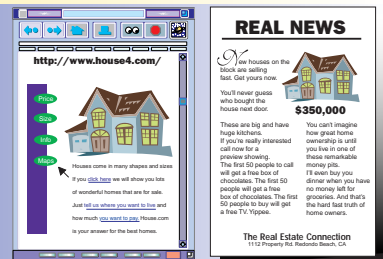 http://www.house4.com/
Price
Size
Info
Maps
Houses come in many shapes and sizes
If you click here we will show you lots
of wonderful homes that are for sale.
Just tell us where you want to live and
how much you want to pay. House.com
is your answer for the best homes.
REAL NEWS
New houses on the
block are selling
fast. Get yours now.
You'll never guess
who bought the
house net door.
$350,000
These are big and have
huge kitchens.
If you're really interested
call now for a
preview showing.
The first 50 people to call
will get a free box of
chocolates. The first 50
people will get a free
box of chocolates. The first
50 people to buy will get
a free TV. Yippee.
You can't imagine
how great home
ownership is until
you live in one of
these remarkable
money pits.
I'll even buy you
dinner when you have
no money left for
groceries. And that's
the hard fast truth of
home owners.
The Real Estate Connection
1112 Property Rd. Redondo Beach, CA.